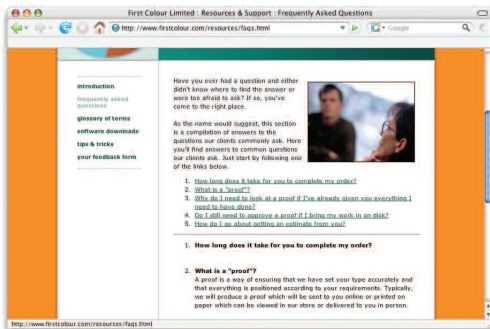 First Colour Limited : Resources & Support : Frequently Asked Questions
http://www.firstcolour.com/resources/faqs.html
Google
introduction
frequently asked
questions
glossary of terms
software downloads
tips & tricks
your feedback form
Have you ever had a question and either
didn't know where to find the answer or
were too afraid to ask? If so, you've
come to the right place.
As the name would suggest, this section
is a compilation of answers to the
questions our clients commonly ask. Here
you'll find answers to common questions
our clients ask. Just start by following one
of the links below.
1. How long does it take for you to complete my order?
2. What is a "proof"?
3. Why do I need to look at a proof if I've already given you everything I
need to have done?
4. Do I still need to approve a proof if I bring my work in on disk?
5. How do I go about getting an estimate from you?
1. How long does it take for you to complete my order?
2. What is a "proof"?
A proof is a way of ensuring that we have set your type accurately and
that everything is positioned according to your requirements. Typically,
we will produce a proof which will be sent to you online or printed on
paper which can be viewed in our store or delivered to you in person.
http://www.firstcolour.com/resources/faqs.html